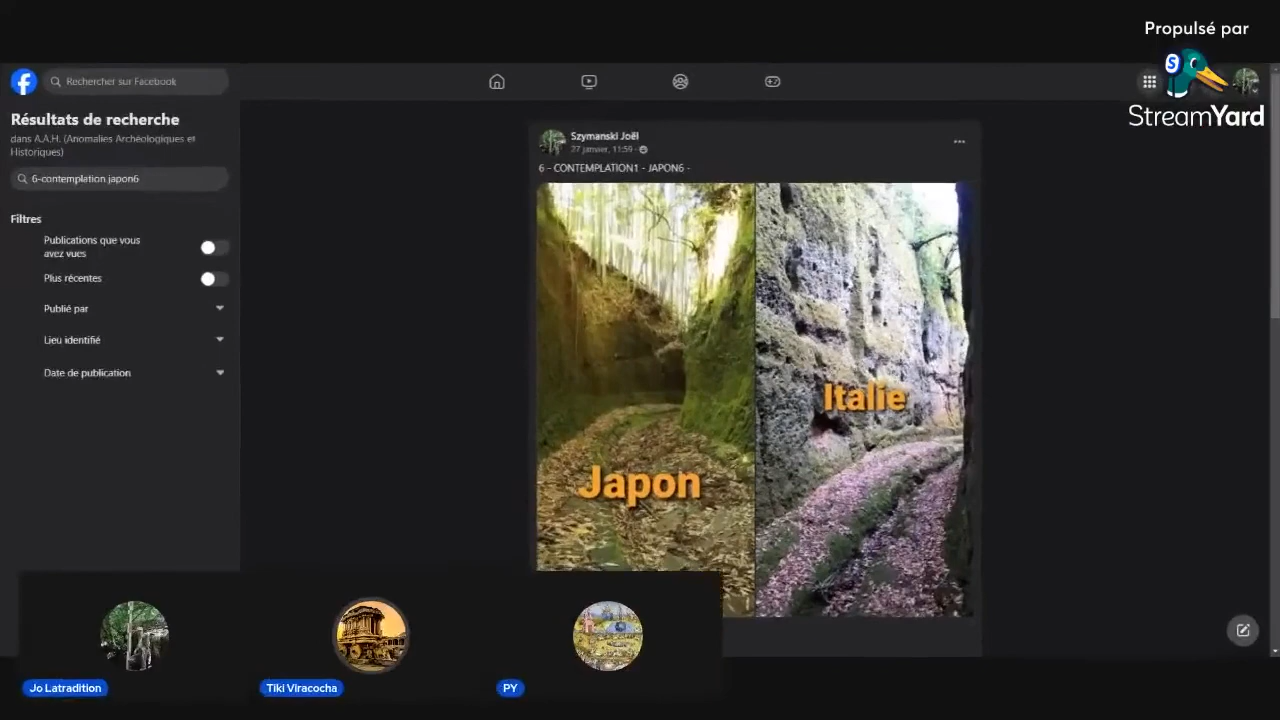 Propulsé par
StreamYard
Rechercher sur Facebook
Résultats de recherche
dans A.A.H. (Anomalies Archéologiques et
Historiques)
6-contemplation japon6
Filtres
Publications que vous
avez vues
Plus récentes
Publié par
Lieu identifié
Date de publication
Szymanski Joël
27 janvier, 11:59 ·
6 - CONTEMPLATION1 - JAPON6 -
Italie
Japon
Jo Latradition
Tiki Viracocha
PY